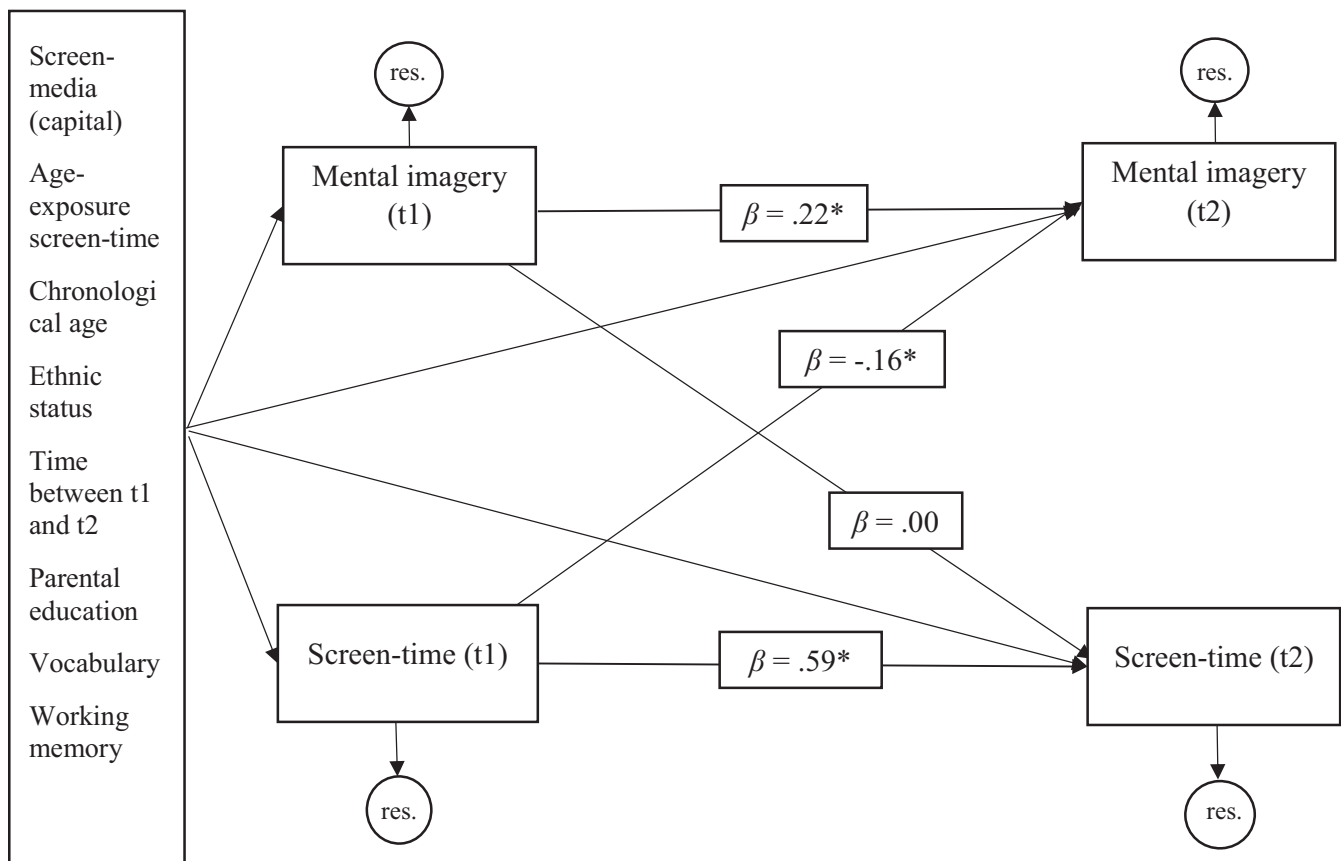 Screen-
media
(capital)
Age-
exposure
screen-time
Chronologi
cal age
Ethnic
status
Time
between t1
and t2
Parental
education
Vocabulary
Working
memory
res.
Mental imagery
(t1)
β = .22*
res.
Mental imagery
(t2)
β = -.16*
β = .00
Screen-time (t1)
β = .59*
Screen-time (t2)
res.
res.